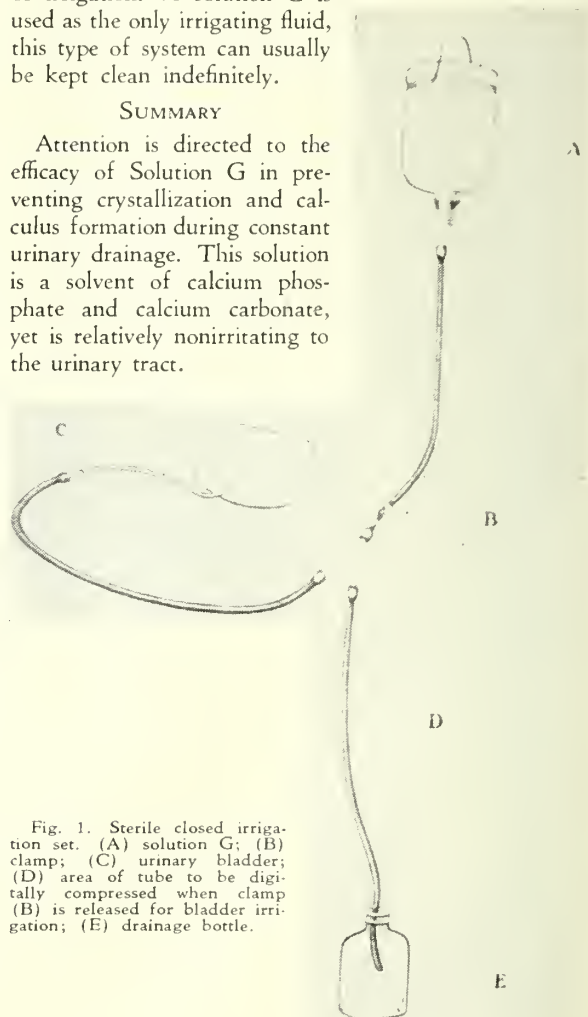 used as the only irrigating fluid,
this type of system can usually
be kept clean indefinitely.
SUMMARY
Attention is directed to the
efficacy of Solution G in pre-
venting crystallization and cal-
culus formation during constant
urinary drainage. This solution
is a solvent of calcium phos-
phate and calcium carbonate,
yet is relatively nonirritating to
the urinary tract.
A
C
B
D
Fig. 1. Sterile closed irriga-
tion set. (A) solution G; (B)
clamp; (C) urinary bladder;
(D) area of tube to be digi-
tally compressed when clamp
(B) is released for bladder irri-
gation; (E) drainage bottle.
E